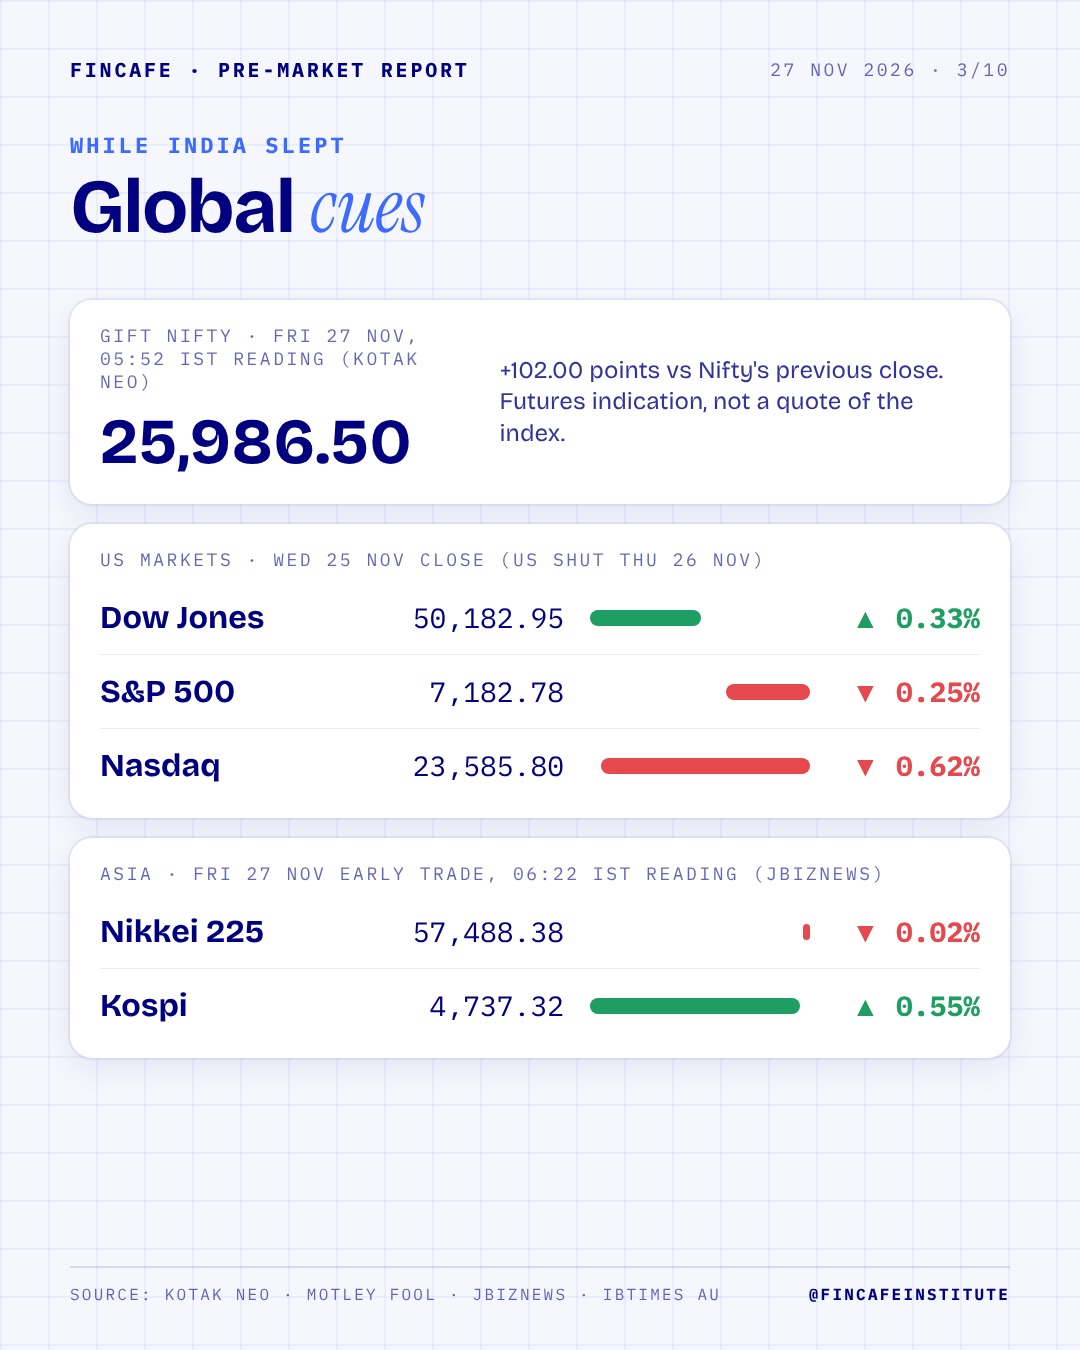 FINCAFE · PRE-MARKET REPORT
27 NOV 2026 · 3/10
WHILE INDIA SLEPT
Global cues
GIFT NIFTY · FRI 27 NOV,
05:52 IST READING (KOTAK
NEO)
25,986.50
+102.00 points vs Nifty's previous close.
Futures indication, not a quote of the
index.
US MARKETS · WED 25 NOV CLOSE (US SHUT THU 26 NOV)
Dow Jones 50,182.95 ▲ 0.33%
S&P 500 7,182.78 ▼ 0.25%
Nasdaq 23,585.80 ▼ 0.62%
ASIA · FRI 27 NOV EARLY TRADE, 06:22 IST READING (JBIZNEWS)
Nikkei 225 57,488.38 ▼ 0.02%
Kospi 4,737.32 ▲ 0.55%
SOURCE: KOTAK NEO · MOTLEY FOOL · JBIZNEWS · IBTIMES AU
@FINCAFEINSTITUTE